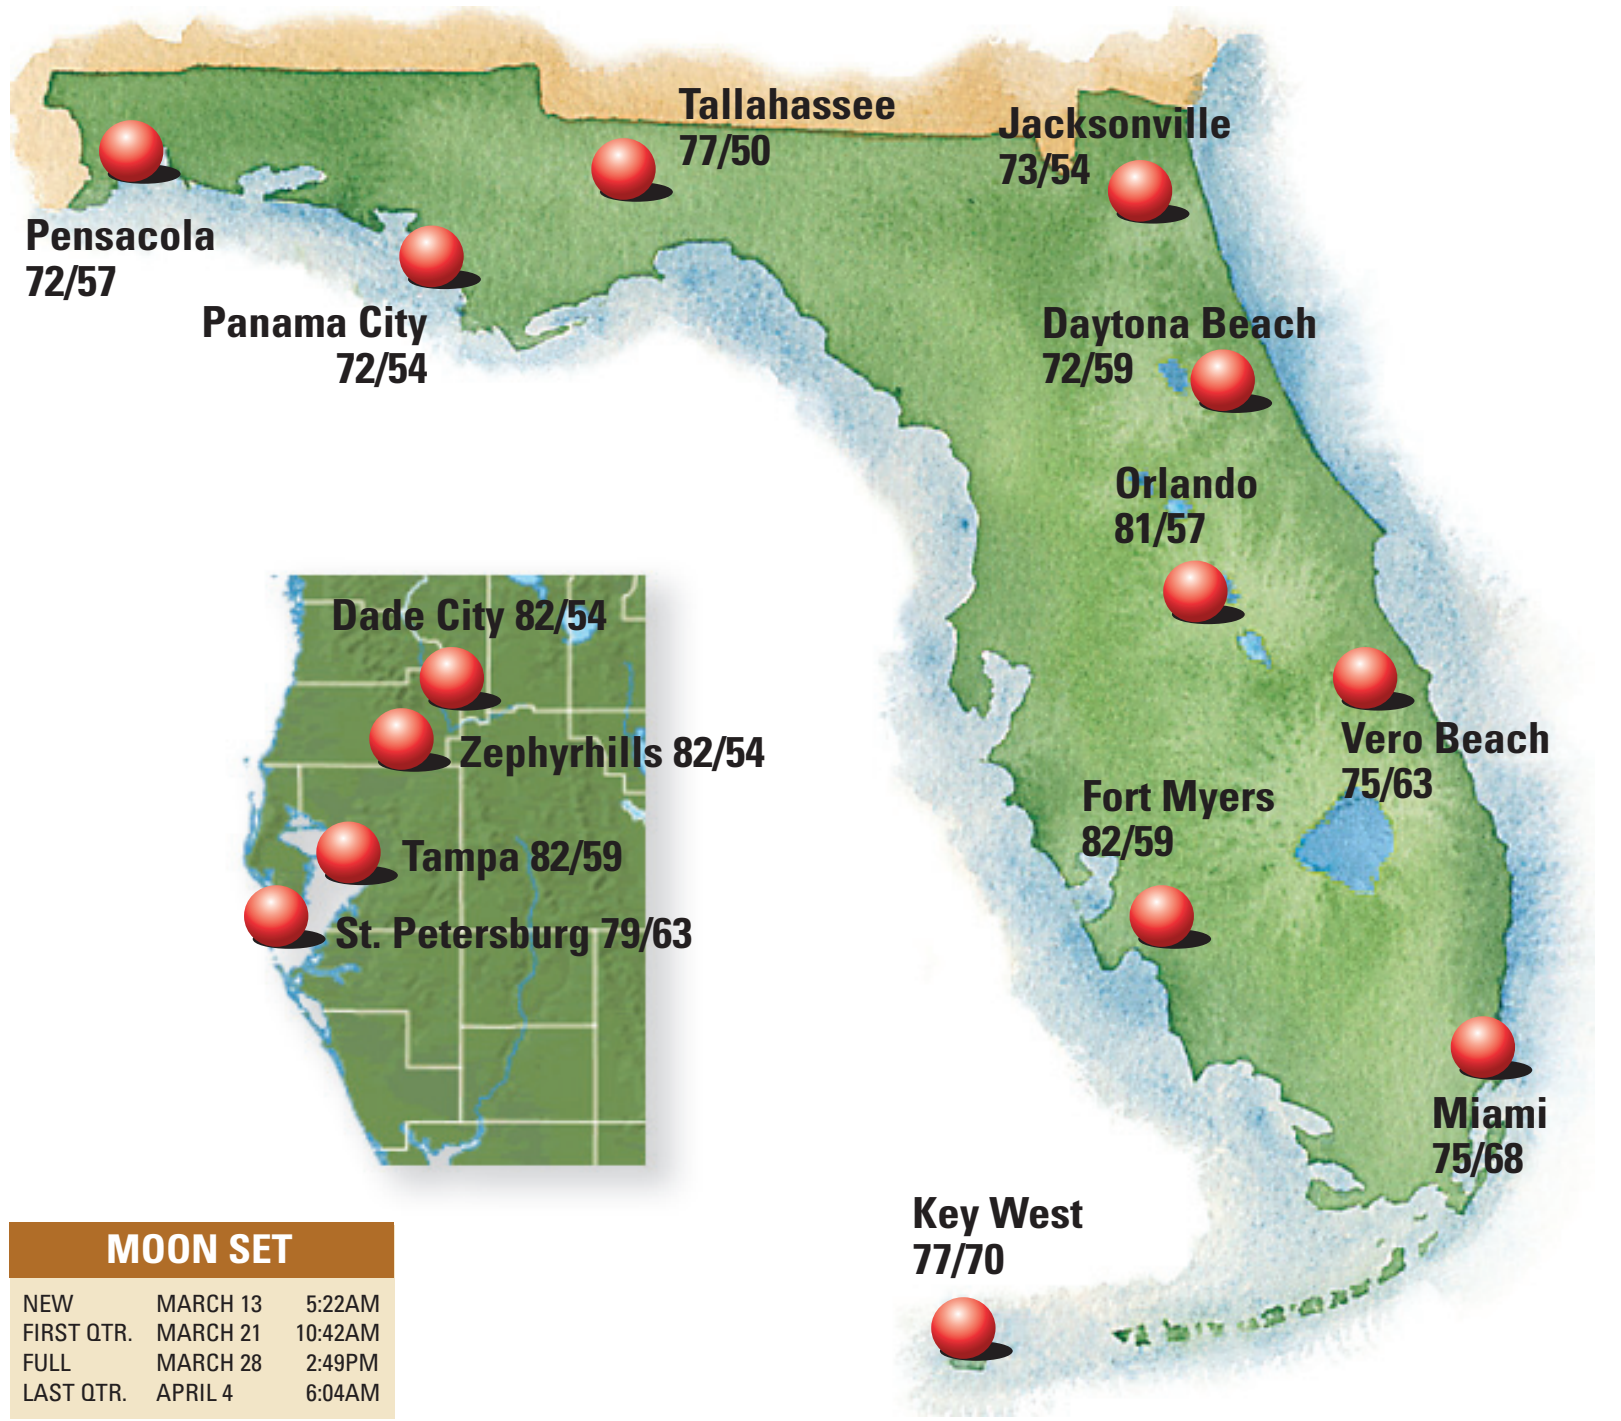 Tallahassee
77/50
Jacksonville
73/54
Pensacola
72/57
Panama City
72/54
Daytona Beach
72/59
Orlando
81/57
Dade City 82/54
Zephyrhills 82/54
Vero Beach
75/63
Fort Myers
82/59
Tampa 82/59
St. Petersburg 79/63
Miami
75/68
Key West
77/70
MOON SET
NEW MARCH 13 5:22AM
FIRST QTR. MARCH 21 10:42AM
FULL MARCH 28 2:49PM
LAST QTR. APRIL 4 6:04AM